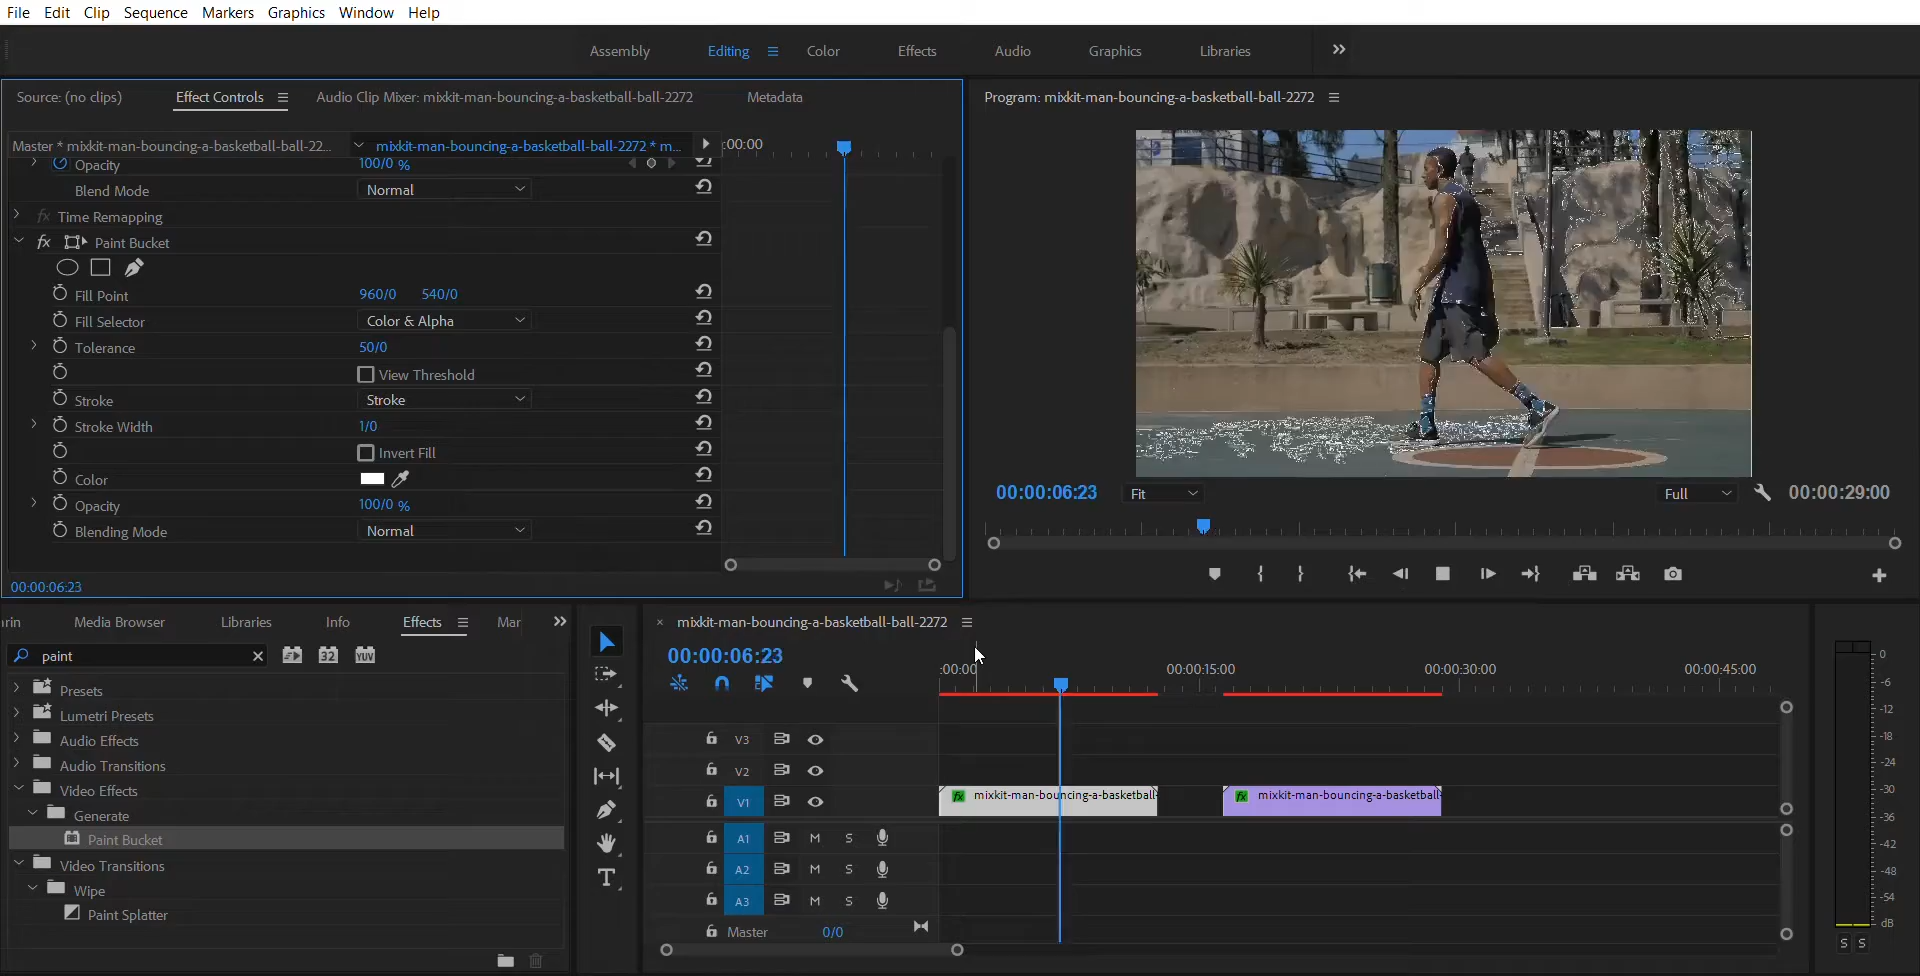 File Edit Clip Sequence Markers Graphics Window Help
Assembly Editing Color Effects Audio Graphics Libraries
Source: (no clips) Effect Controls Audio Clip Mixer: mixkit-man-bouncing-a-basketball-ball-2272 Metadata
Program: mixkit-man-bouncing-a-basketball-ball-2272
Master * mixkit-man-bouncing-a-basketball-ball-22... mixkit-man-bouncing-a-basketball-ball-2272 * m... :00:00
Opacity 100/0 %
Blend Mode Normal
fx Time Remapping
fx Paint Bucket
Fill Point 960/0 540/0
Fill Selector Color & Alpha
Tolerance 50/0
View Threshold
Stroke Stroke
Stroke Width 1/0
Invert Fill
Color
Opacity 100/0 %
Blending Mode Normal
00:00:06:23
00:00:06:23 Fit Full 00:00:29:00
rin Media Browser Libraries Info Effects Mar
paint 32 YUV
Presets
Lumetri Presets
Audio Effects
Audio Transitions
Video Effects
Generate
Paint Bucket
Video Transitions
Wipe
Paint Splatter
T
× mixkit-man-bouncing-a-basketball-ball-2272
00:00:06:23
:00:00 00:00:15:00 00:00:30:00 00:00:45:00
V3
V2
V1 fx mixkit-man-bouncing-a-basketball- fx mixkit-man-bouncing-a-basketball-
A1 M S
A2 M S
A3 M S
Master 0/0
0
-6
-12
-18
-24
-30
-36
-42
-48
-54
dB
S S